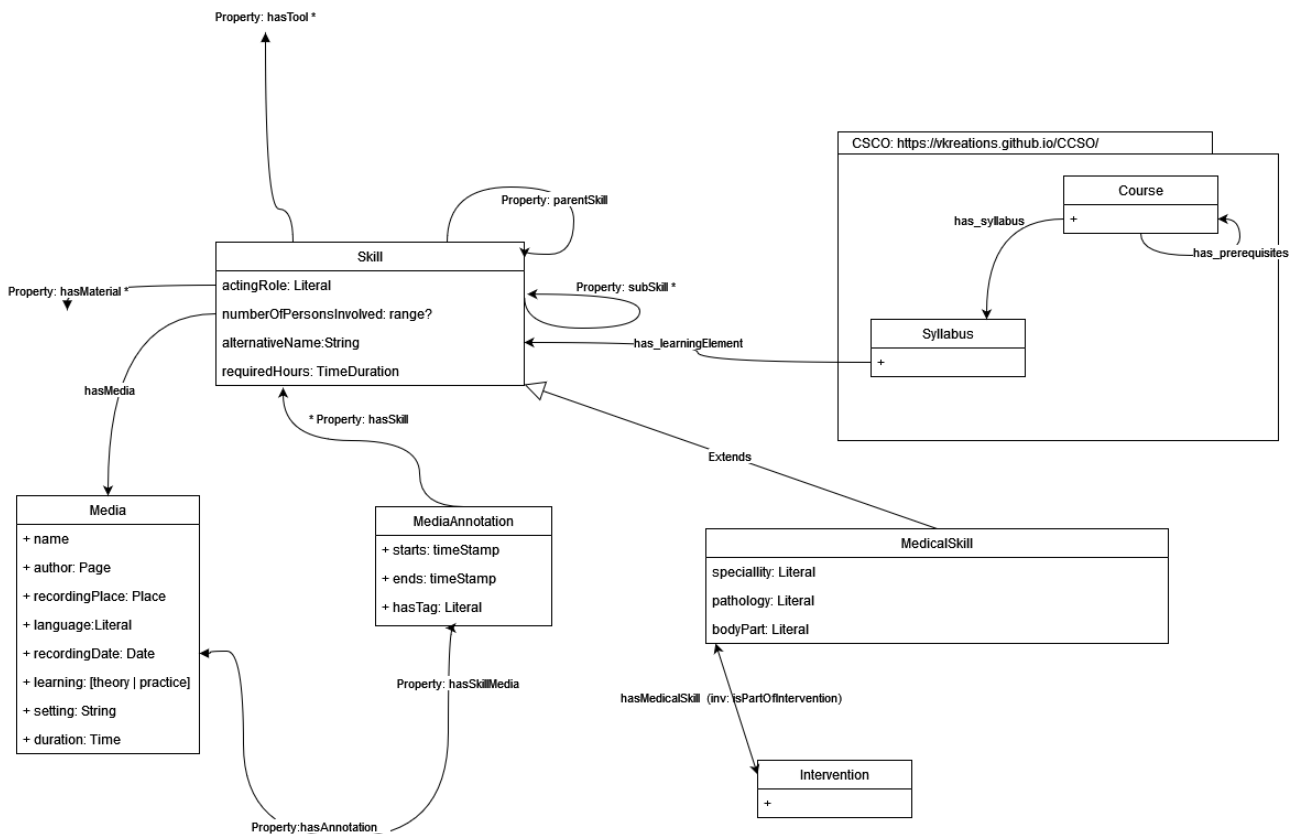 Property: hasTool *
CSCO: https://vkreations.github.io/CCSO/
Course
+
has_syllabus
has_prerequisites
Property: parentSkill
Skill
actingRole: Literal
numberOfPersonsInvolved: range?
alternativeName:String
requiredHours: TimeDuration
Property: hasMaterial *
Property: subSkill *
Syllabus
+
has_learningElement
hasMedia
* Property: hasSkill
Extends
Media
+ name
+ author: Page
+ recordingPlace: Place
+ language:Literal
+ recordingDate: Date
+ learning: [theory | practice]
+ setting: String
+ duration: Time
MediaAnnotation
+ starts: timeStamp
+ ends: timeStamp
+ hasTag: Literal
MedicalSkill
speciallity: Literal
pathology: Literal
bodyPart: Literal
Property: hasSkillMedia
hasMedicalSkill (inv: isPartOfIntervention)
Intervention
+
Property:hasAnnotation